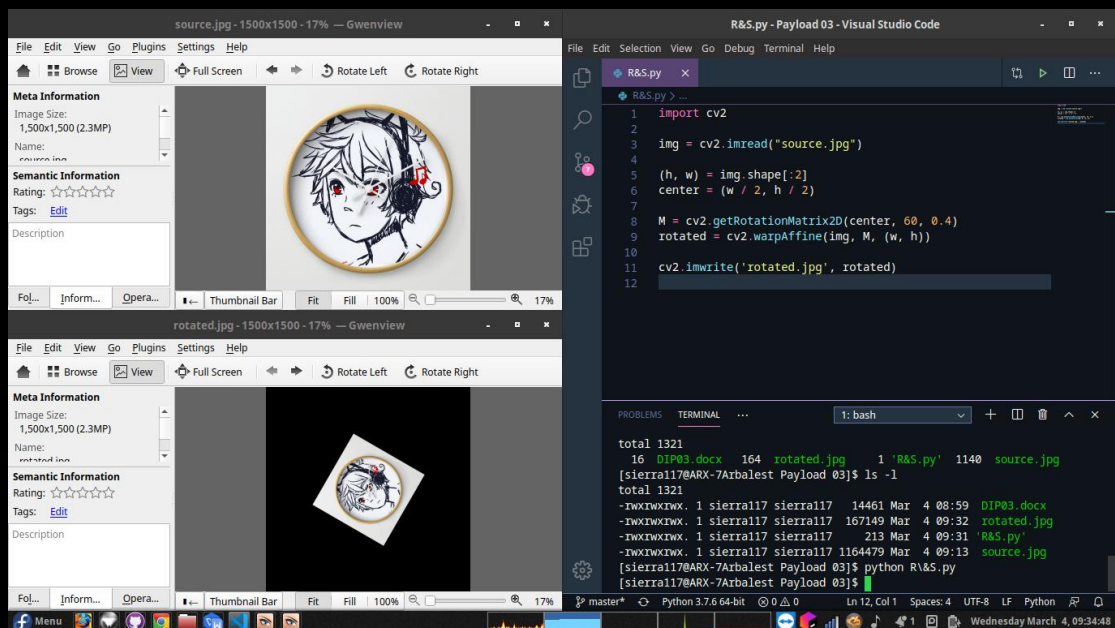 source.jpg - 1500x1500 - 17% — Gwenview
File Edit View Go Plugins Settings Help
Browse View Full Screen Rotate Left Rotate Right
Meta Information
Image Size:
1,500x1,500 (2.3MP)
Name:
Semantic Information
Rating:
Tags: Edit
Description
Fol... Inform... Opera... Thumbnail Bar Fit Fill 100% 17%
rotated.jpg - 1500x1500 - 17% — Gwenview
File Edit View Go Plugins Settings Help
Browse View Full Screen Rotate Left Rotate Right
Meta Information
Image Size:
1,500x1,500 (2.3MP)
Name:
Semantic Information
Rating:
Tags: Edit
Description
Fol... Inform... Opera... Thumbnail Bar Fit Fill 100% 17%
R&S.py - Payload 03 - Visual Studio Code
File Edit Selection View Go Debug Terminal Help
R&S.py
R&S.py > ...
1 import cv2
2
3 img = cv2.imread("source.jpg")
4
5 (h, w) = img.shape[:2]
6 center = (w / 2, h / 2)
7
8 M = cv2.getRotationMatrix2D(center, 60, 0.4)
9 rotated = cv2.warpAffine(img, M, (w, h))
10
11 cv2.imwrite('rotated.jpg', rotated)
12
7
PROBLEMS TERMINAL ... 1: bash
total 1321
16 DIP03.docx 164 rotated.jpg 1 'R&S.py' 1140 source.jpg
[sierra117@ARX-7Arbalest Payload 03]$ ls -l
total 1321
-rwxrwxrwx. 1 sierra117 sierra117 14461 Mar 4 08:59 DIP03.docx
-rwxrwxrwx. 1 sierra117 sierra117 167149 Mar 4 09:32 rotated.jpg
-rwxrwxrwx. 1 sierra117 sierra117 213 Mar 4 09:31 'R&S.py'
-rwxrwxrwx. 1 sierra117 sierra117 1164479 Mar 4 09:13 source.jpg
[sierra117@ARX-7Arbalest Payload 03]$ python R\&S.py
[sierra117@ARX-7Arbalest Payload 03]$
master* Python 3.7.6 64-bit 0 0 Ln 12, Col 1 Spaces: 4 UTF-8 LF Python
Menu 1 Wednesday March 4, 09:34:48